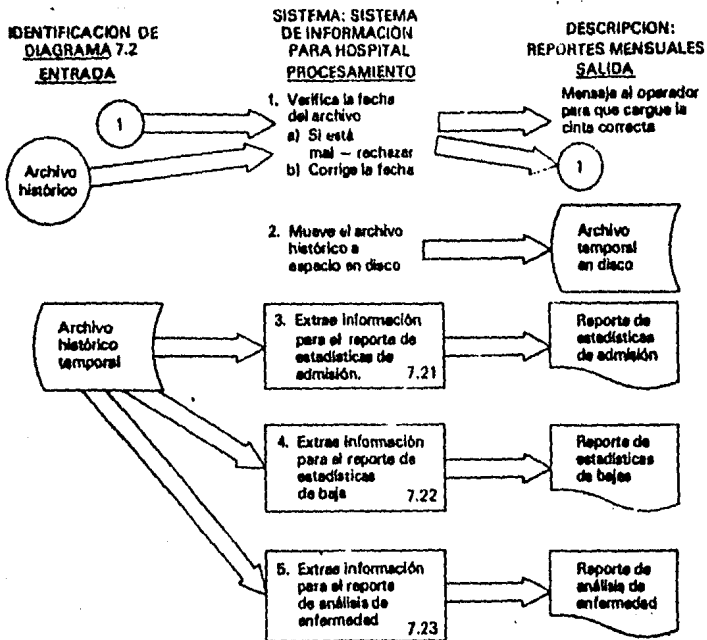 IDENTIFICACION DE
DIAGRAMA 7.2
ENTRADA
SISTEMA: SISTEMA
DE INFORMACION
PARA HOSPITAL
PROCESAMIENTO
DESCRIPCION:
REPORTES MENSUALES
SALIDA
1
Archivo
histórico
1. Verifica la fecha
del archivo
a) Si está
mal – rechazar
b) Corrige la fecha
Mensaje al operador
para que cargue la
cinta correcta
1
2. Mueve el archivo
histórico a
espacio en disco
Archivo
temporal
en disco
Archivo
histórico
temporal
3. Extrae información
para el reporte de
estadísticas de
admisión. 7.21
Reporte de
estadísticas
de admisión
4. Extrae información
para el reporte de
estadísticas
de baja 7.22
Reporte de
estadísticas
de bajas
5. Extrae información
para el reporte
de análisis de
enfermedad 7.23
Reporte de
análisis de
enfermedad